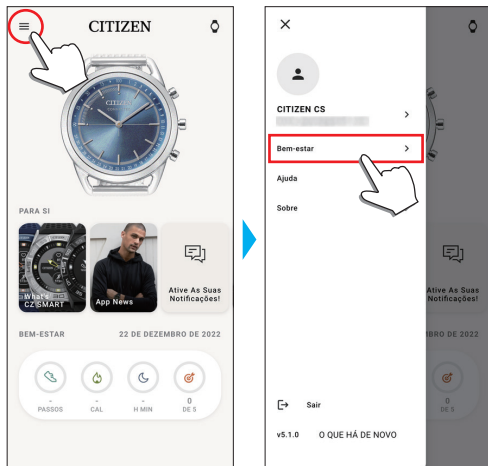 CITIZEN
CITIZEN
PARA SI
What's
CZ SMART
App News
Ative As Suas
Notificações!
BEM-ESTAR
22 DE DEZEMBRO DE 2022
-
PASSOS
-
CAL
-
H MIN
0
DE 5
CITIZEN CS
Bem-estar
Ajuda
Sobre
Sair
v5.1.0
O QUE HÁ DE NOVO
Ative As Suas
Notificações!
MBRO DE 2022
0
DE 5